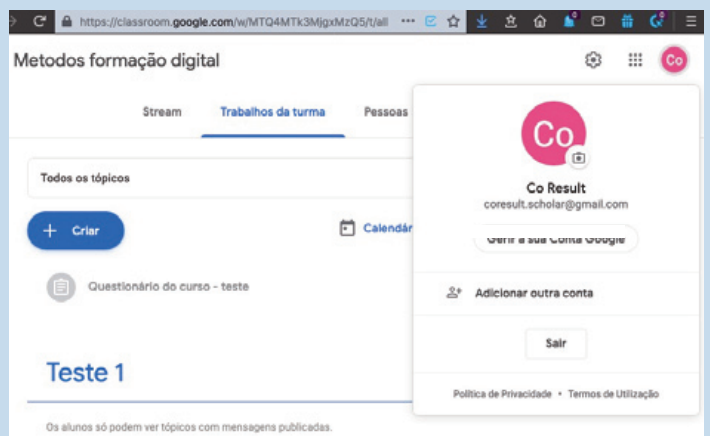 https://classroom.google.com/w/MTQ4MTk3MjgxMzQ5/t/all
Metodos formação digital
Co
Stream
Trabalhos da turma
Pessoas
Todos os tópicos
Criar
Calendár
Questionário do curso - teste
Teste 1
Os alunos só podem ver tópicos com mensagens publicadas.
Co
Co Result
coresult.scholar@gmail.com
Gerir a sua Conta Google
Adicionar outra conta
Sair
Política de Privacidade • Termos de Utilização